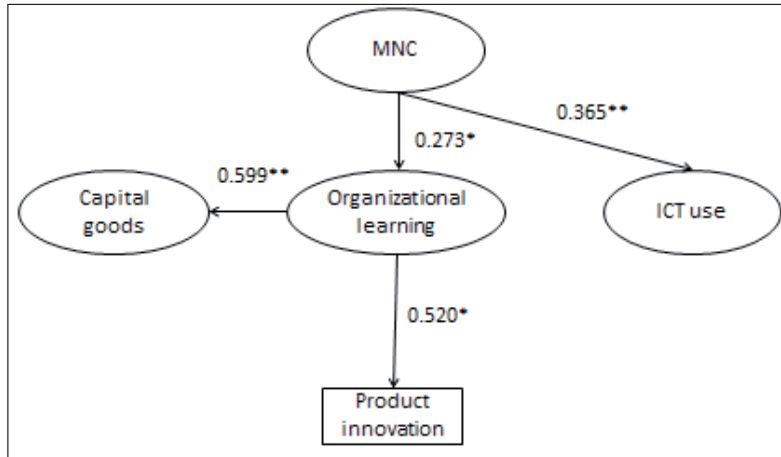 MNC
0.365**
0.273*
0.599**
Capital
goods
Organizational
learning
ICT use
0.520*
Product
innovation